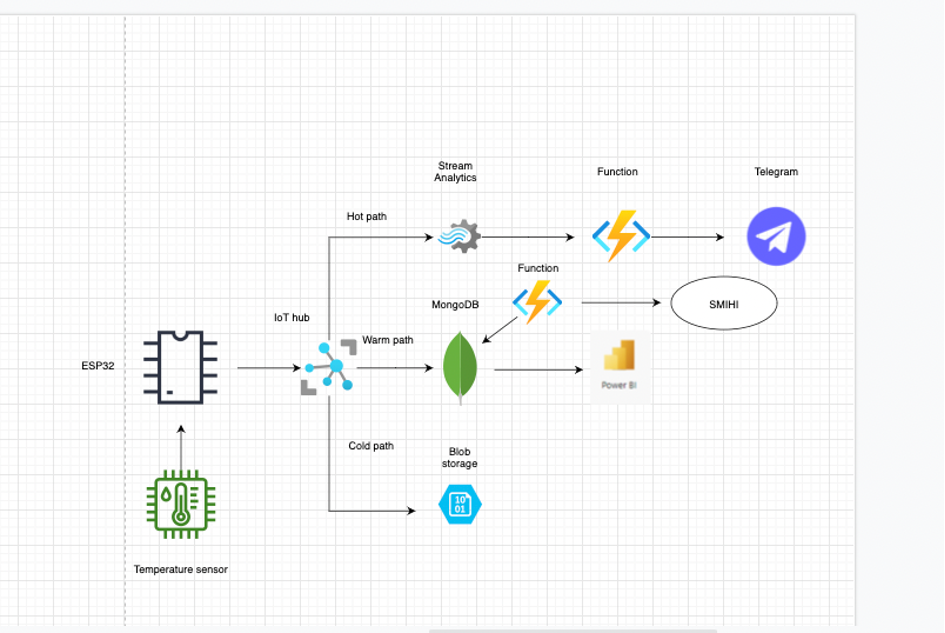 Stream
Analytics
Function
Telegram
Hot path
Function
MongoDB
SMIHI
IoT hub
Warm path
ESP32
Power BI
Cold path
Blob
storage
10
01
Temperature sensor